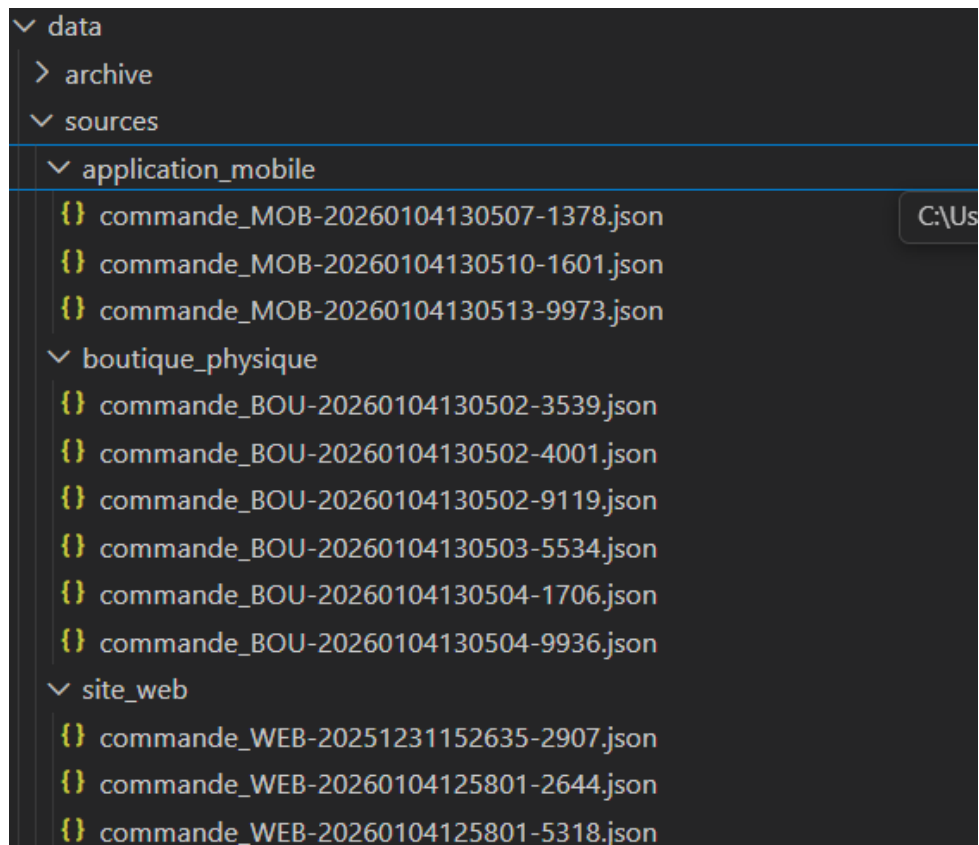 data
archive
sources
application_mobile
{} commande_MOB-20260104130507-1378.json
C:\Us
{} commande_MOB-20260104130510-1601.json
{} commande_MOB-20260104130513-9973.json
boutique_physique
{} commande_BOU-20260104130502-3539.json
{} commande_BOU-20260104130502-4001.json
{} commande_BOU-20260104130502-9119.json
{} commande_BOU-20260104130503-5534.json
{} commande_BOU-20260104130504-1706.json
{} commande_BOU-20260104130504-9936.json
site_web
{} commande_WEB-20251231152635-2907.json
{} commande_WEB-20260104125801-2644.json
{} commande_WEB-20260104125801-5318.json